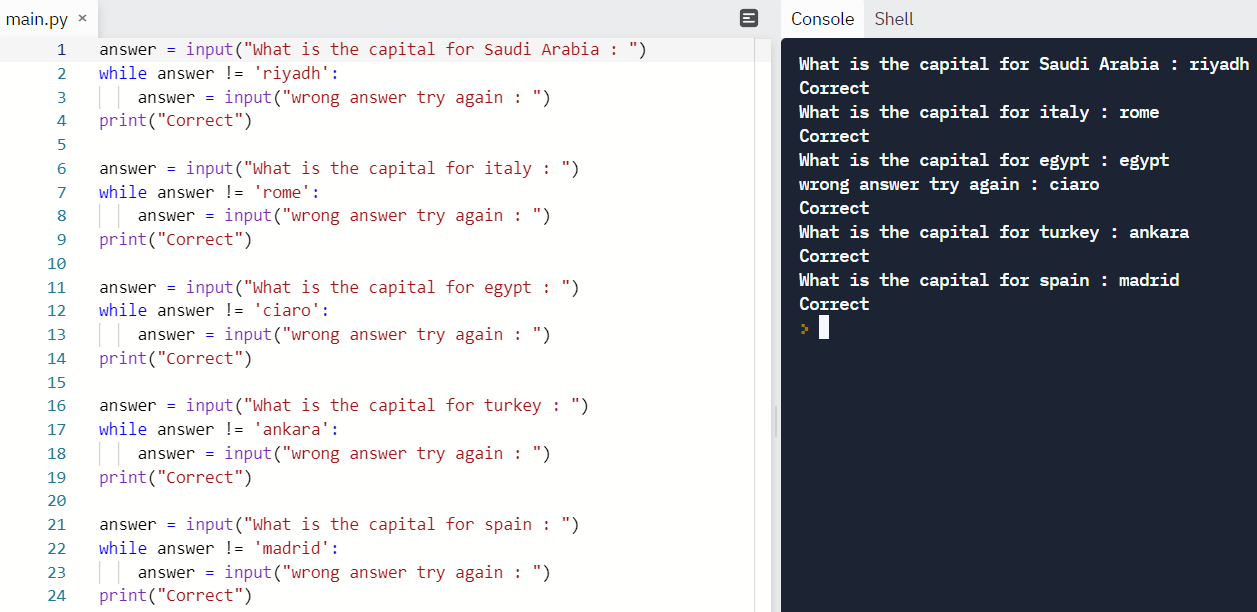 main.py ×
1 answer = input("What is the capital for Saudi Arabia : ")
2 while answer != 'riyadh':
3 answer = input("wrong answer try again : ")
4 print("Correct")
5
6 answer = input("What is the capital for italy : ")
7 while answer != 'rome':
8 answer = input("wrong answer try again : ")
9 print("Correct")
10
11 answer = input("What is the capital for egypt : ")
12 while answer != 'ciaro':
13 answer = input("wrong answer try again : ")
14 print("Correct")
15
16 answer = input("What is the capital for turkey : ")
17 while answer != 'ankara':
18 answer = input("wrong answer try again : ")
19 print("Correct")
20
21 answer = input("What is the capital for spain : ")
22 while answer != 'madrid':
23 answer = input("wrong answer try again : ")
24 print("Correct")
Console Shell
What is the capital for Saudi Arabia : riyadh
Correct
What is the capital for italy : rome
Correct
What is the capital for egypt : egypt
wrong answer try again : ciaro
Correct
What is the capital for turkey : ankara
Correct
What is the capital for spain : madrid
Correct
>